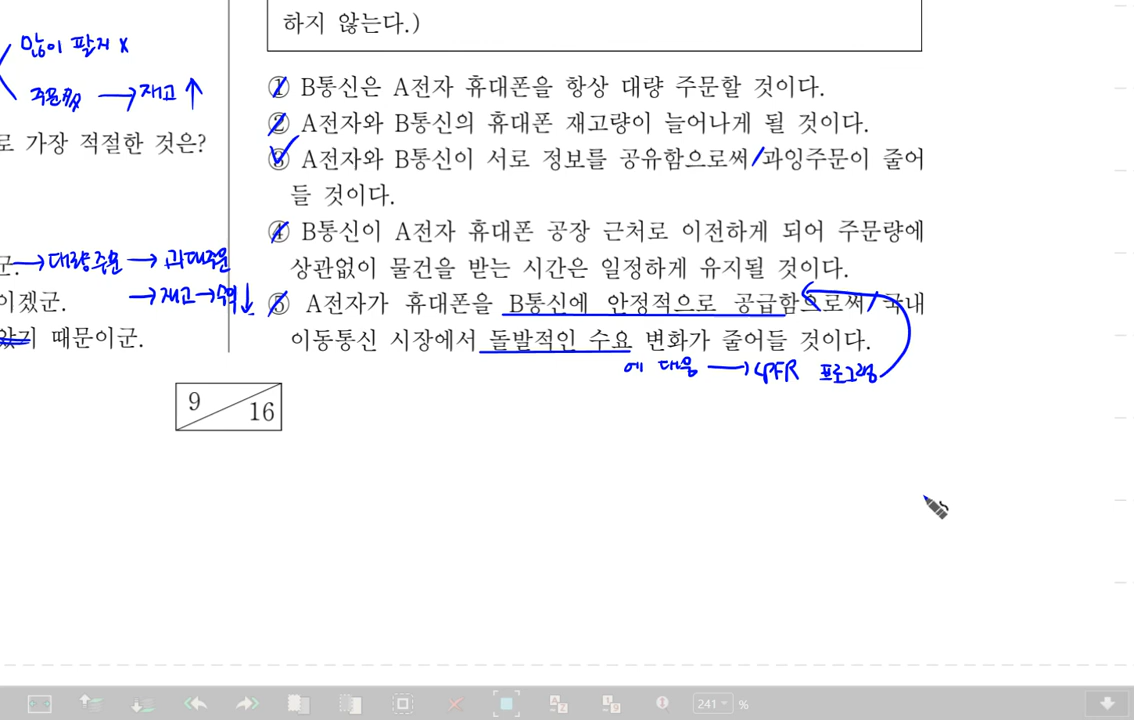 많이 팔지 x
주문多 → 재고 ↑
로 가장 적절한 것은?
군. → 대량주문 → 과대주문
→ 재고 → 수익 ↓
이겠군.
았기 때문이군.
9 16
하지 않는다.)
① B통신은 A전자 휴대폰을 항상 대량 주문할 것이다.
② A전자와 B통신의 휴대폰 재고량이 늘어나게 될 것이다.
③ A전자와 B통신이 서로 정보를 공유함으로써/과잉주문이 줄어
들 것이다.
④ B통신이 A전자 휴대폰 공장 근처로 이전하게 되어 주문량에
상관없이 물건을 받는 시간은 일정하게 유지될 것이다.
⑤ A전자가 휴대폰을 B통신에 안정적으로 공급함으로써/국내
이동통신 시장에서 돌발적인 수요 변화가 줄어들 것이다.
에 대응 → CPFR 프로그램
241 %